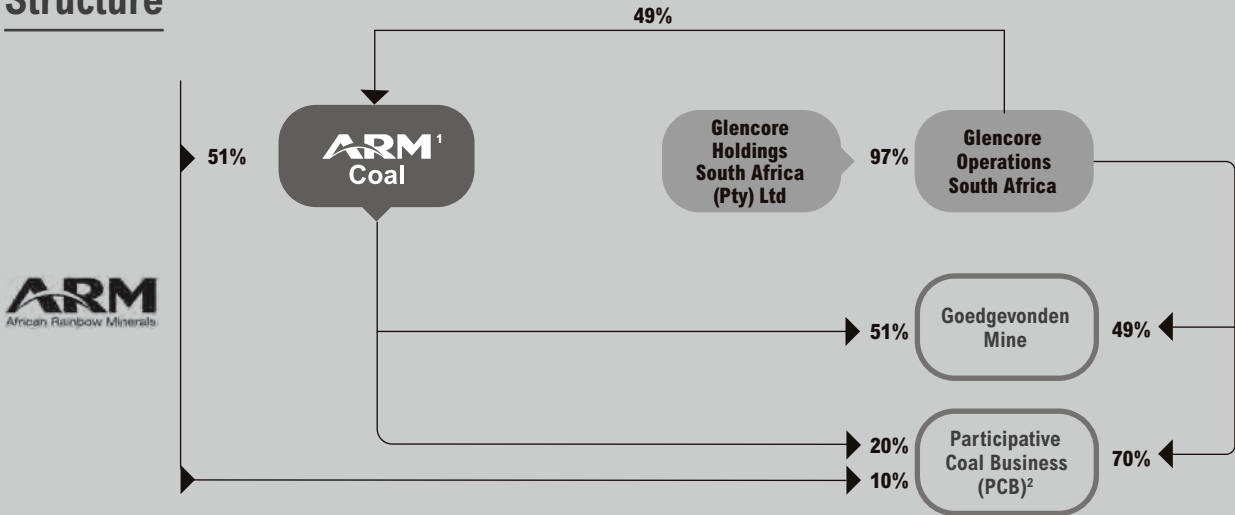 Structure
49%
51%
ARM¹
Coal
Glencore
Holdings
South Africa
(Pty) Ltd
97%
Glencore
Operations
South Africa
ARM
African Rainbow Minerals
51%
Goedgevonden
Mine
49%
20%
10%
Participative
Coal Business
(PCB)²
70%